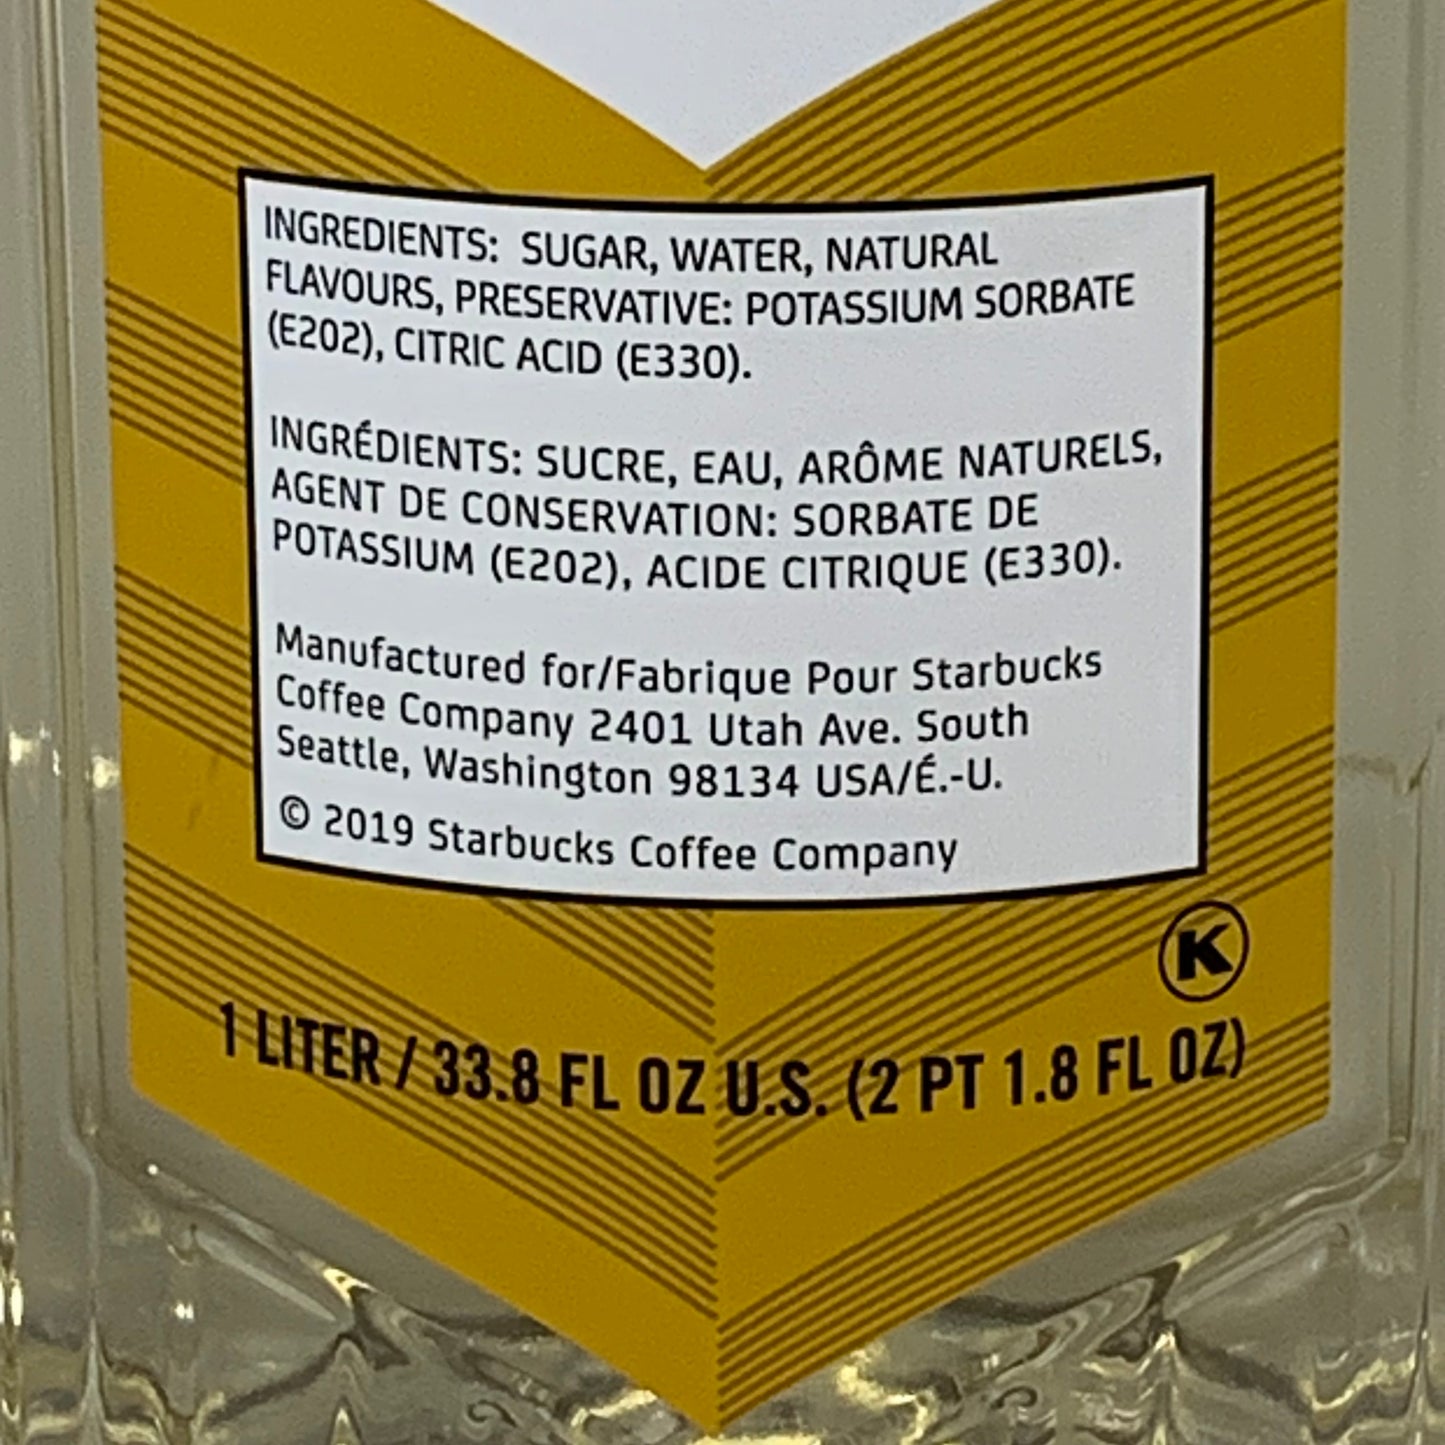 INGREDIENTS: SUGAR, WATER, NATURAL
FLAVOURS, PRESERVATIVE: POTASSIUM SORBATE
(E202), CITRIC ACID (E330).
INGRÉDIENTS: SUCRE, EAU, ARÔME NATURELS,
AGENT DE CONSERVATION: SORBATE DE
POTASSIUM (E202), ACIDE CITRIQUE (E330).
Manufactured for/Fabrique Pour Starbucks
Coffee Company 2401 Utah Ave. South
Seattle, Washington 98134 USA/É.-U.
© 2019 Starbucks Coffee Company
K
1 LITER / 33.8 FL OZ U.S. (2 PT 1.8 FL OZ)